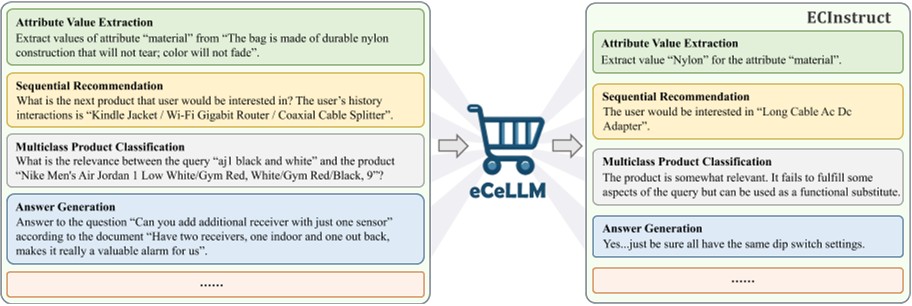 Attribute Value Extraction
Extract values of attribute “material” from “The bag is made of durable nylon
construction that will not tear; color will not fade”.
Sequential Recommendation
What is the next product that user would be interested in? The user’s history
interactions is “Kindle Jacket / Wi-Fi Gigabit Router / Coaxial Cable Splitter”.
Multiclass Product Classification
What is the relevance between the query “aj1 black and white” and the product
“Nike Men's Air Jordan 1 Low White/Gym Red, White/Gym Red/Black, 9”?
Answer Generation
Answer to the question “Can you add additional receiver with just one sensor”
according to the document “Have two receivers, one indoor and one out back,
makes it really a valuable alarm for us”.
......
eCeLLM
ECInstruct
Attribute Value Extraction
Extract value “Nylon” for the attribute “material”.
Sequential Recommendation
The user would be interested in “Long Cable Ac Dc
Adapter”.
Multiclass Product Classification
The product is somewhat relevant. It fails to fulfill some
aspects of the query but can be used as a functional substitute.
Answer Generation
Yes...just be sure all have the same dip switch settings.
......